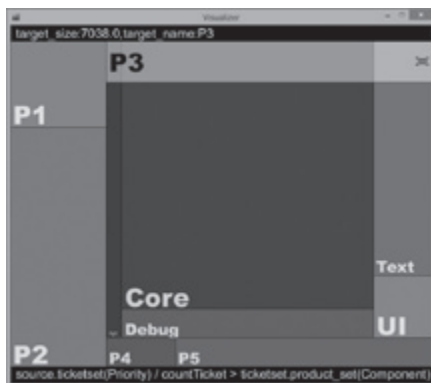 Visualizer
target_size:7038.0,target_name:P3
P3
P1
Text
Core
Debug
UI
P2
P4
P5
source.ticketset(Priority) / countTicket > ticketset.product_set(Component)